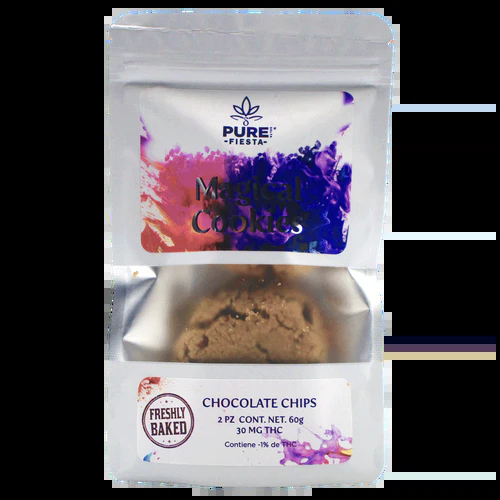 PURE
-FIESTA-
Magical
Cookies
FRESHLY
BAKED
CHOCOLATE CHIPS
2 PZ CONT. NET. 60g
30 MG THC
Contiene -1% de THC